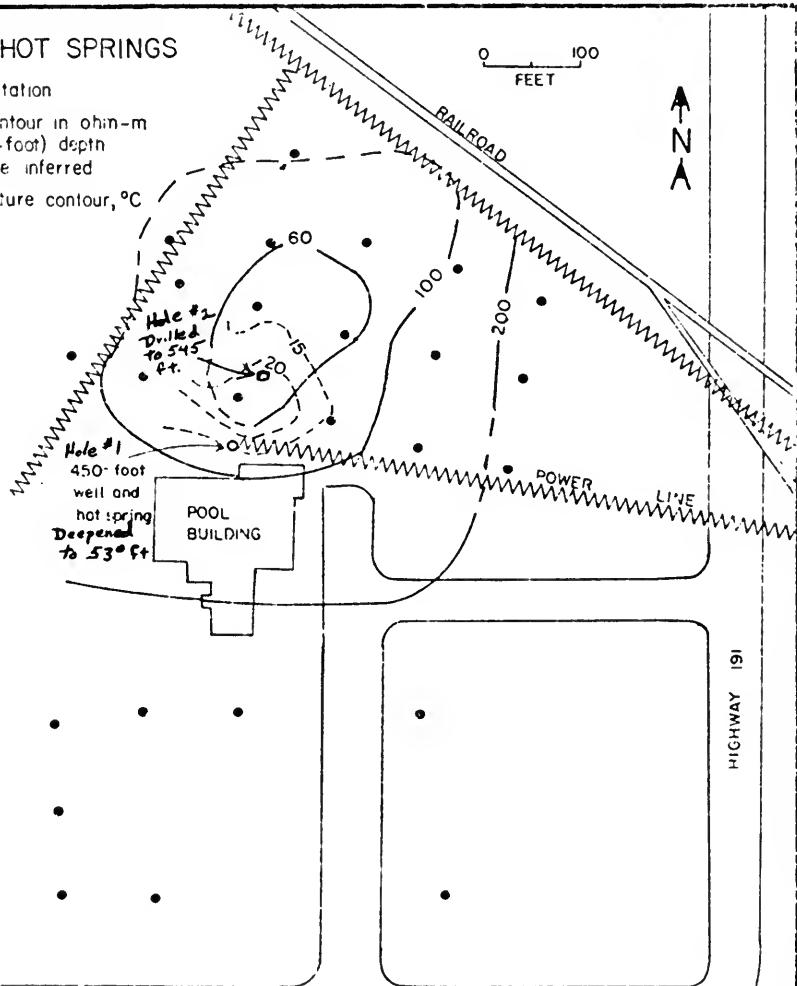 HOT SPRINGS
tation
ntour in ohm-m
-foot) depth
e inferred
ture contour, °C
0 100
FEET
N
RAILROAD
60
100
200
15
20
Hole #2
Drilled
to 545
ft.
Hole #1
450-foot
well and
hot spring
Deepened
to 530 ft
POOL
BUILDING
POWER LINE
HIGHWAY 191